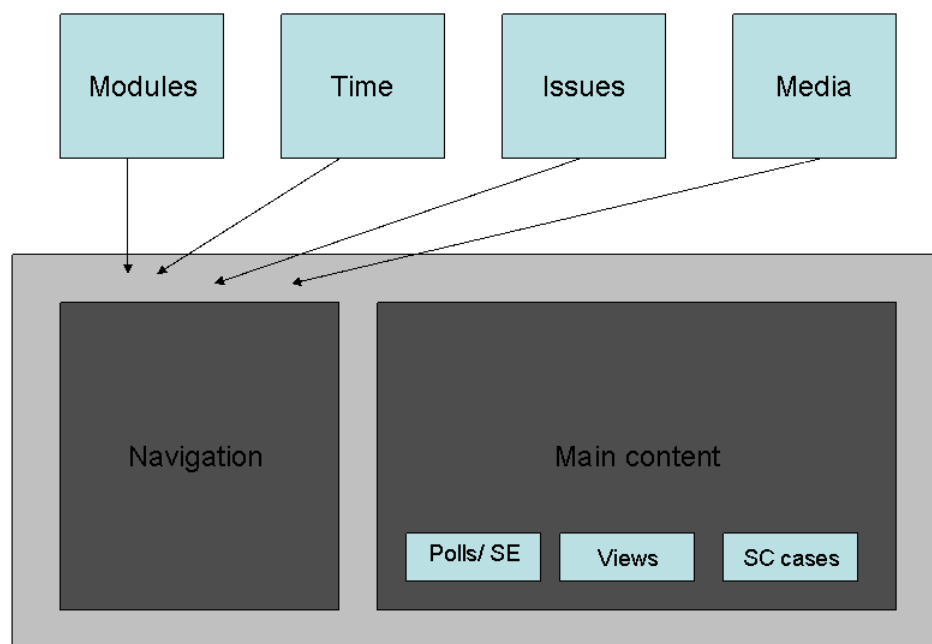 Modules
Time
Issues
Media
Navigation
Main content
Polls/ SE
Views
SC cases